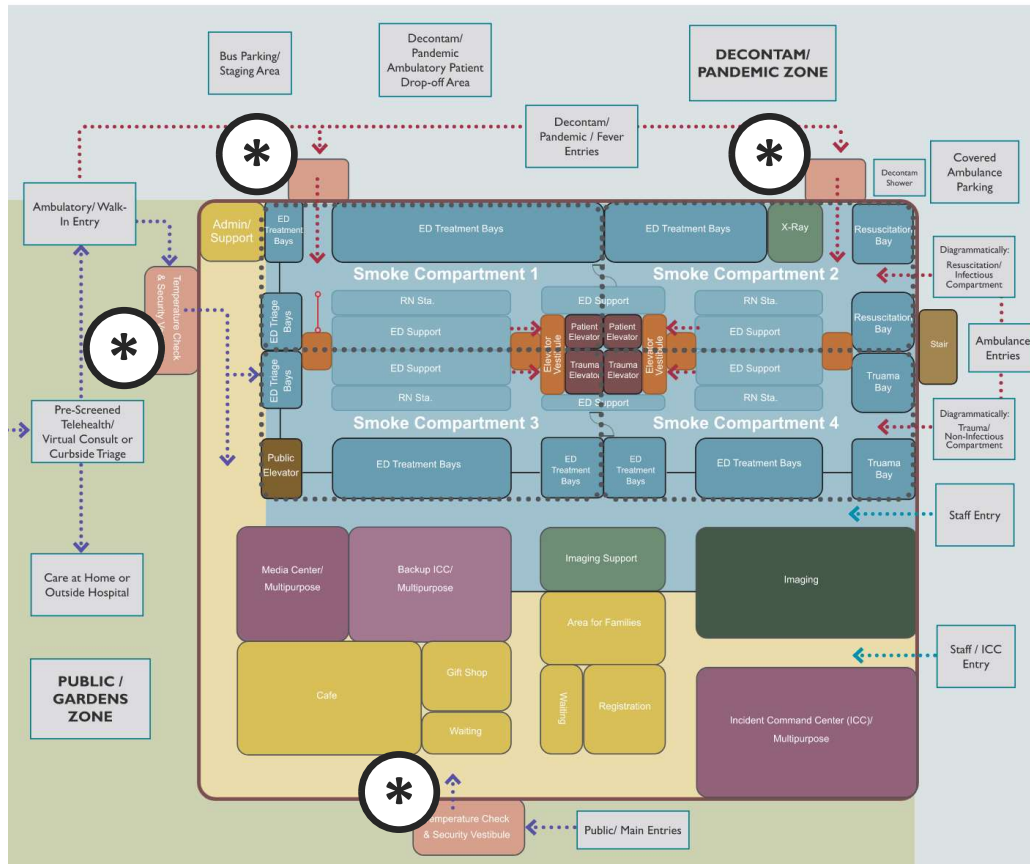 Bus Parking/
Staging Area
Decontam/
Pandemic
Ambulatory Patient
Drop-off Area
DECONTAM/
PANDEMIC ZONE
*
*
Decontam/
Pandemic / Fever
Entries
Decontam
Shower
Covered
Ambulance
Parking
Ambulatory/ Walk-
In Entry
Admin/
Support
ED
Treatment
Bays
ED Treatment Bays
ED Treatment Bays
X-Ray
Resuscitation
Bay
Smoke Compartment 1
Smoke Compartment 2
Diagrammatically:
Resuscitation/
Infectious
Compartment
Temperature Check
& Security
*
ED Triage
Bays
RN Sta.
ED Support
ED Support
RN Sta.
ED Support
Resuscitation
Bay
Elevator
Vestibule
Patient
Elevator
Patient
Elevator
Trauma
Elevator
Trauma
Elevator
Elevator
Vestibule
Stair
Ambulance
Entries
ED Triage
Bays
ED Support
RN Sta.
ED Support
ED Support
RN Sta.
Truama
Bay
Pre-Screened
Telehealth/
Virtual Consult or
Curbside Triage
Smoke Compartment 3
Smoke Compartment 4
Diagrammatically:
Trauma/
Non-Infectious
Compartment
Public
Elevator
ED Treatment Bays
ED
Treatment
Bays
ED
Treatment
Bays
ED Treatment Bays
Truama
Bay
Staff Entry
Care at Home or
Outside Hospital
Media Center/
Multipurpose
Backup ICC/
Multipurpose
Imaging Support
Imaging
Area for Families
Staff / ICC
Entry
PUBLIC /
GARDENS
ZONE
Cafe
Gift Shop
Waiting
Waiting
Registration
Incident Command Center (ICC)/
Multipurpose
*
Temperature Check
& Security Vestibule
Public/ Main Entries